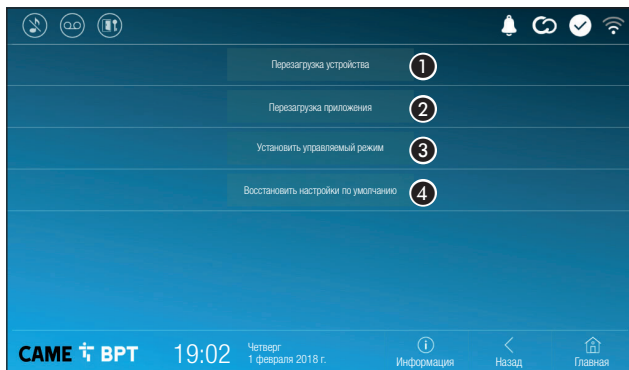 Перезагрузка устройства 1
Перезагрузка приложения 2
Установить управляемый режим 3
Восстановить настройки по умолчанию 4
CAME BPT
19:02
Четверг
1 февраля 2018 г.
Информация
Назад
Главная